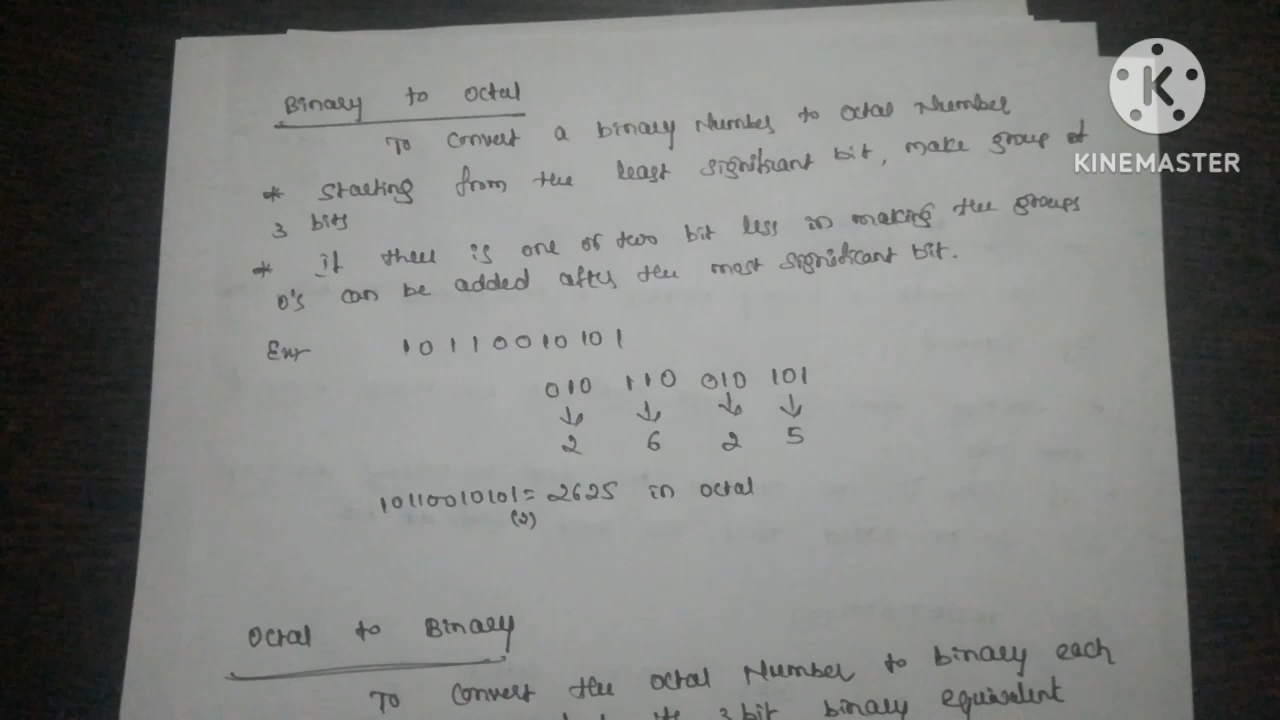 Binary to octal
To convert a binary Number to octal Number
* starting from the least significant bit, make group of
3 bits
* if there is one or two bit less in making the groups
0's can be added after the most significant bit.
10110010101
010 110 010 101
↓ ↓ ↓ ↓
2 6 2 5
10110010101(2) = 2625 in octal
Octal to Binary
To convert the octal Number to binary each
3 bit binary equivalent
K
KINEMASTER